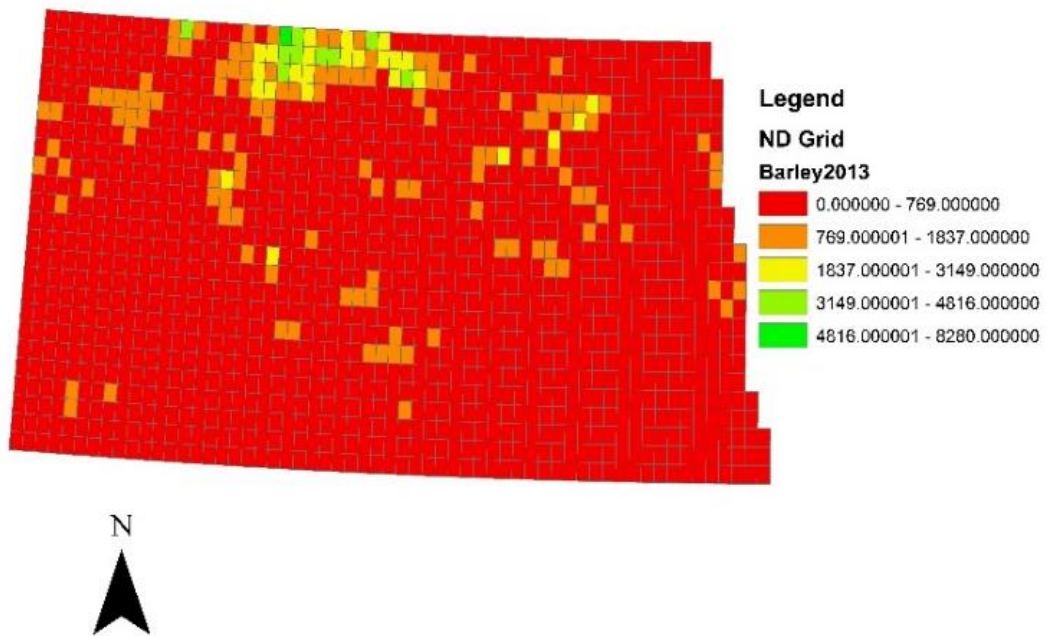 Legend
ND Grid
Barley2013
0.000000 - 769.000000
769.000001 - 1837.000000
1837.000001 - 3149.000000
3149.000001 - 4816.000000
4816.000001 - 8280.000000
N